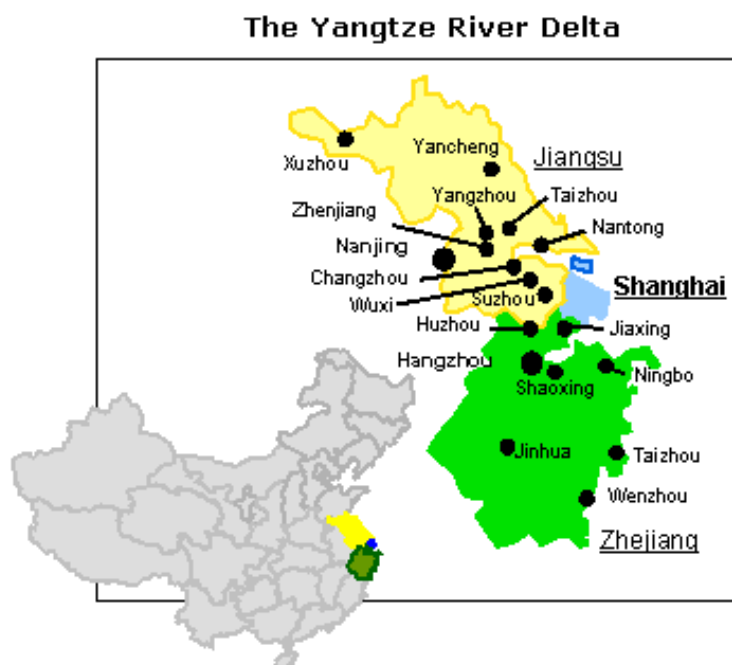 The Yangtze River Delta
Xuzhou
Yancheng
Jiangsu
Yangzhou
Taizhou
Zhenjiang
Nantong
Nanjing
Changzhou
Shanghai
Wuxi
Suzhou
Huzhou
Jiaxing
Hangzhou
Shaoxing
Ningbo
Jinhua
Taizhou
Wenzhou
Zhejiang